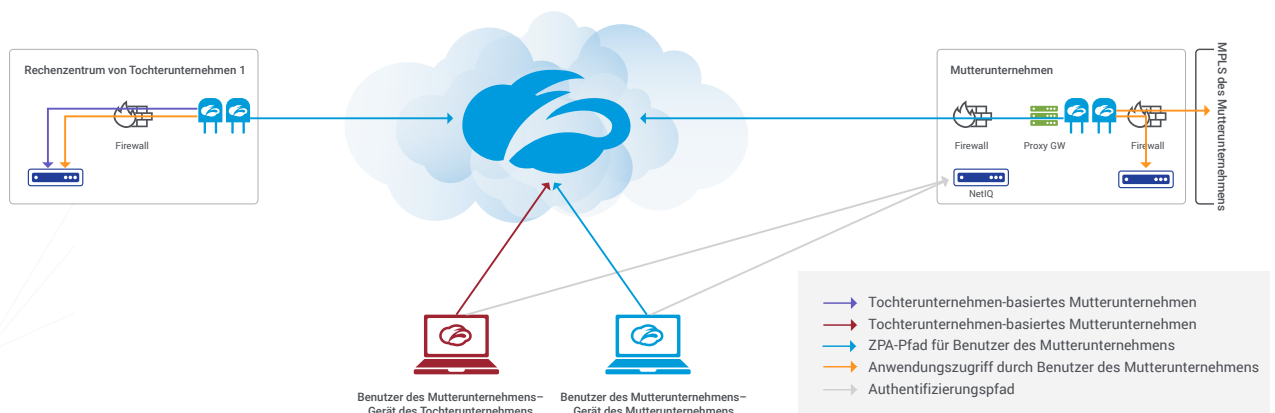 Rechenzentrum von Tochterunternehmen 1
Firewall
Mutterunternehmen
Firewall
Proxy GW
Firewall
NetIQ
MPLS des Mutterunternehmens
Benutzer des Mutterunternehmens–
Gerät des Tochterunternehmens
Benutzer des Mutterunternehmens–
Gerät des Mutterunternehmens
Tochterunternehmen-basiertes Mutterunternehmen
Tochterunternehmen-basiertes Mutterunternehmen
ZPA-Pfad für Benutzer des Mutterunternehmens
Anwendungszugriff durch Benutzer des Mutterunternehmens
Authentifizierungspfad